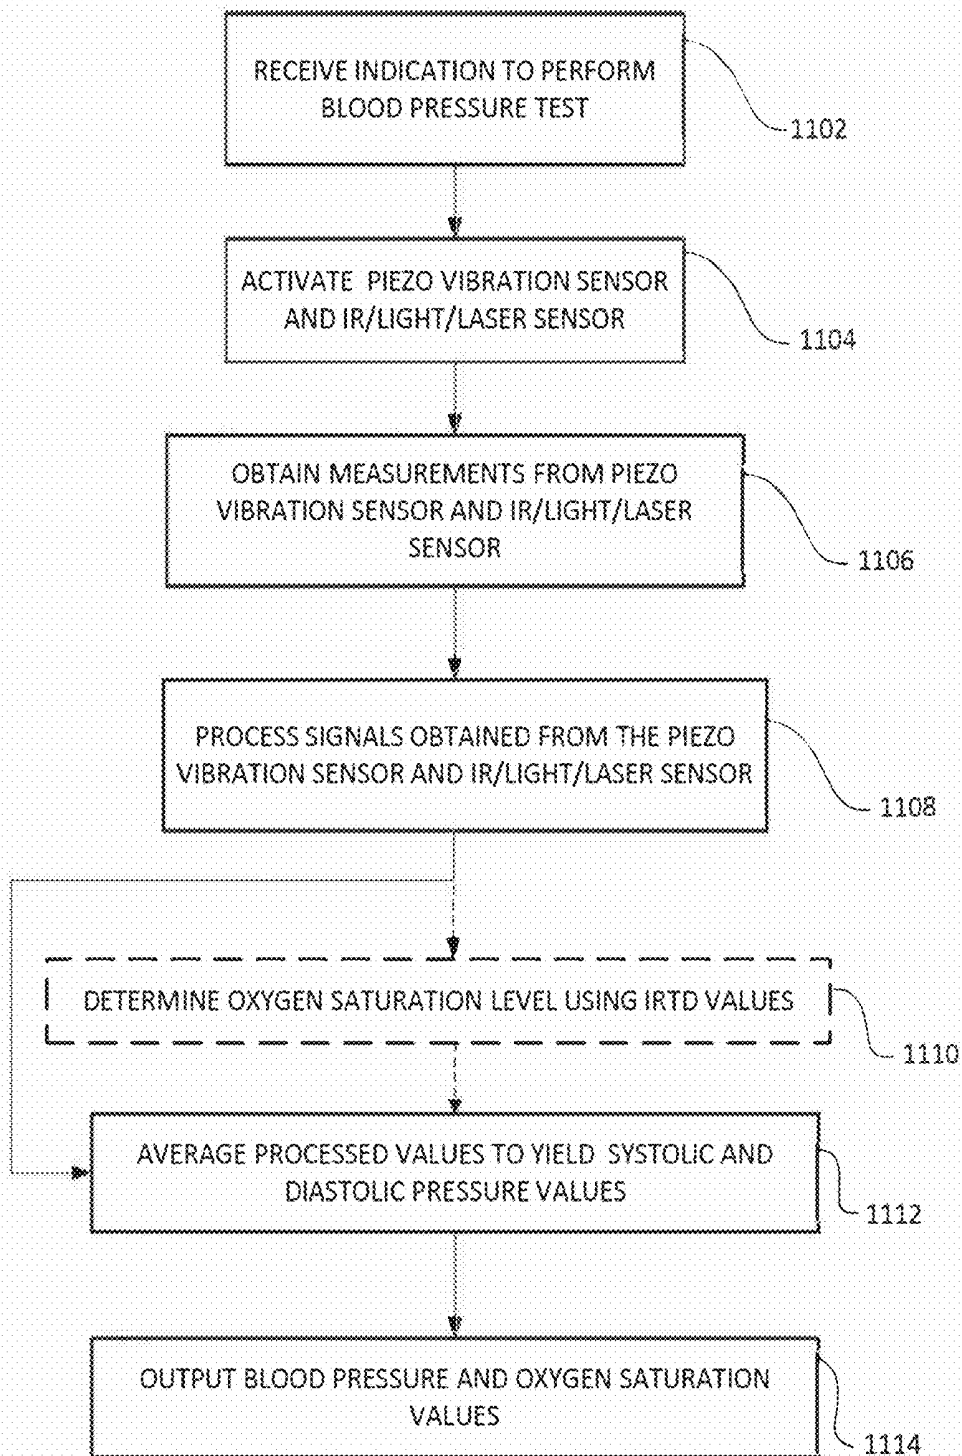 RECEIVE INDICATION TO PERFORM
BLOOD PRESSURE TEST
1102
ACTIVATE PIEZO VIBRATION SENSOR
AND IR/LIGHT/LASER SENSOR
1104
OBTAIN MEASUREMENTS FROM PIEZO
VIBRATION SENSOR AND IR/LIGHT/LASER
SENSOR
1106
PROCESS SIGNALS OBTAINED FROM THE PIEZO
VIBRATION SENSOR AND IR/LIGHT/LASER SENSOR
1108
DETERMINE OXYGEN SATURATION LEVEL USING IRTD VALUES
1110
AVERAGE PROCESSED VALUES TO YIELD SYSTOLIC AND
DIASTOLIC PRESSURE VALUES
1112
OUTPUT BLOOD PRESSURE AND OXYGEN SATURATION
VALUES
1114